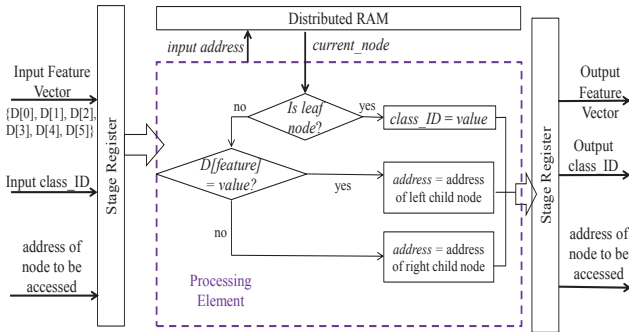 Distributed RAM
input address
current_node
Input Feature
Vector
{D[0], D[1], D[2],
D[3], D[4], D[5]}
Input class_ID
address of
node to be
accessed
Stage Register
Is leaf
node?
no
yes
class_ID = value
D[feature]
= value?
yes
address = address
of left child node
no
address = address
of right child node
Processing
Element
Stage Register
Output
Feature
Vector
Output
class_ID
address of
node to be
accessed